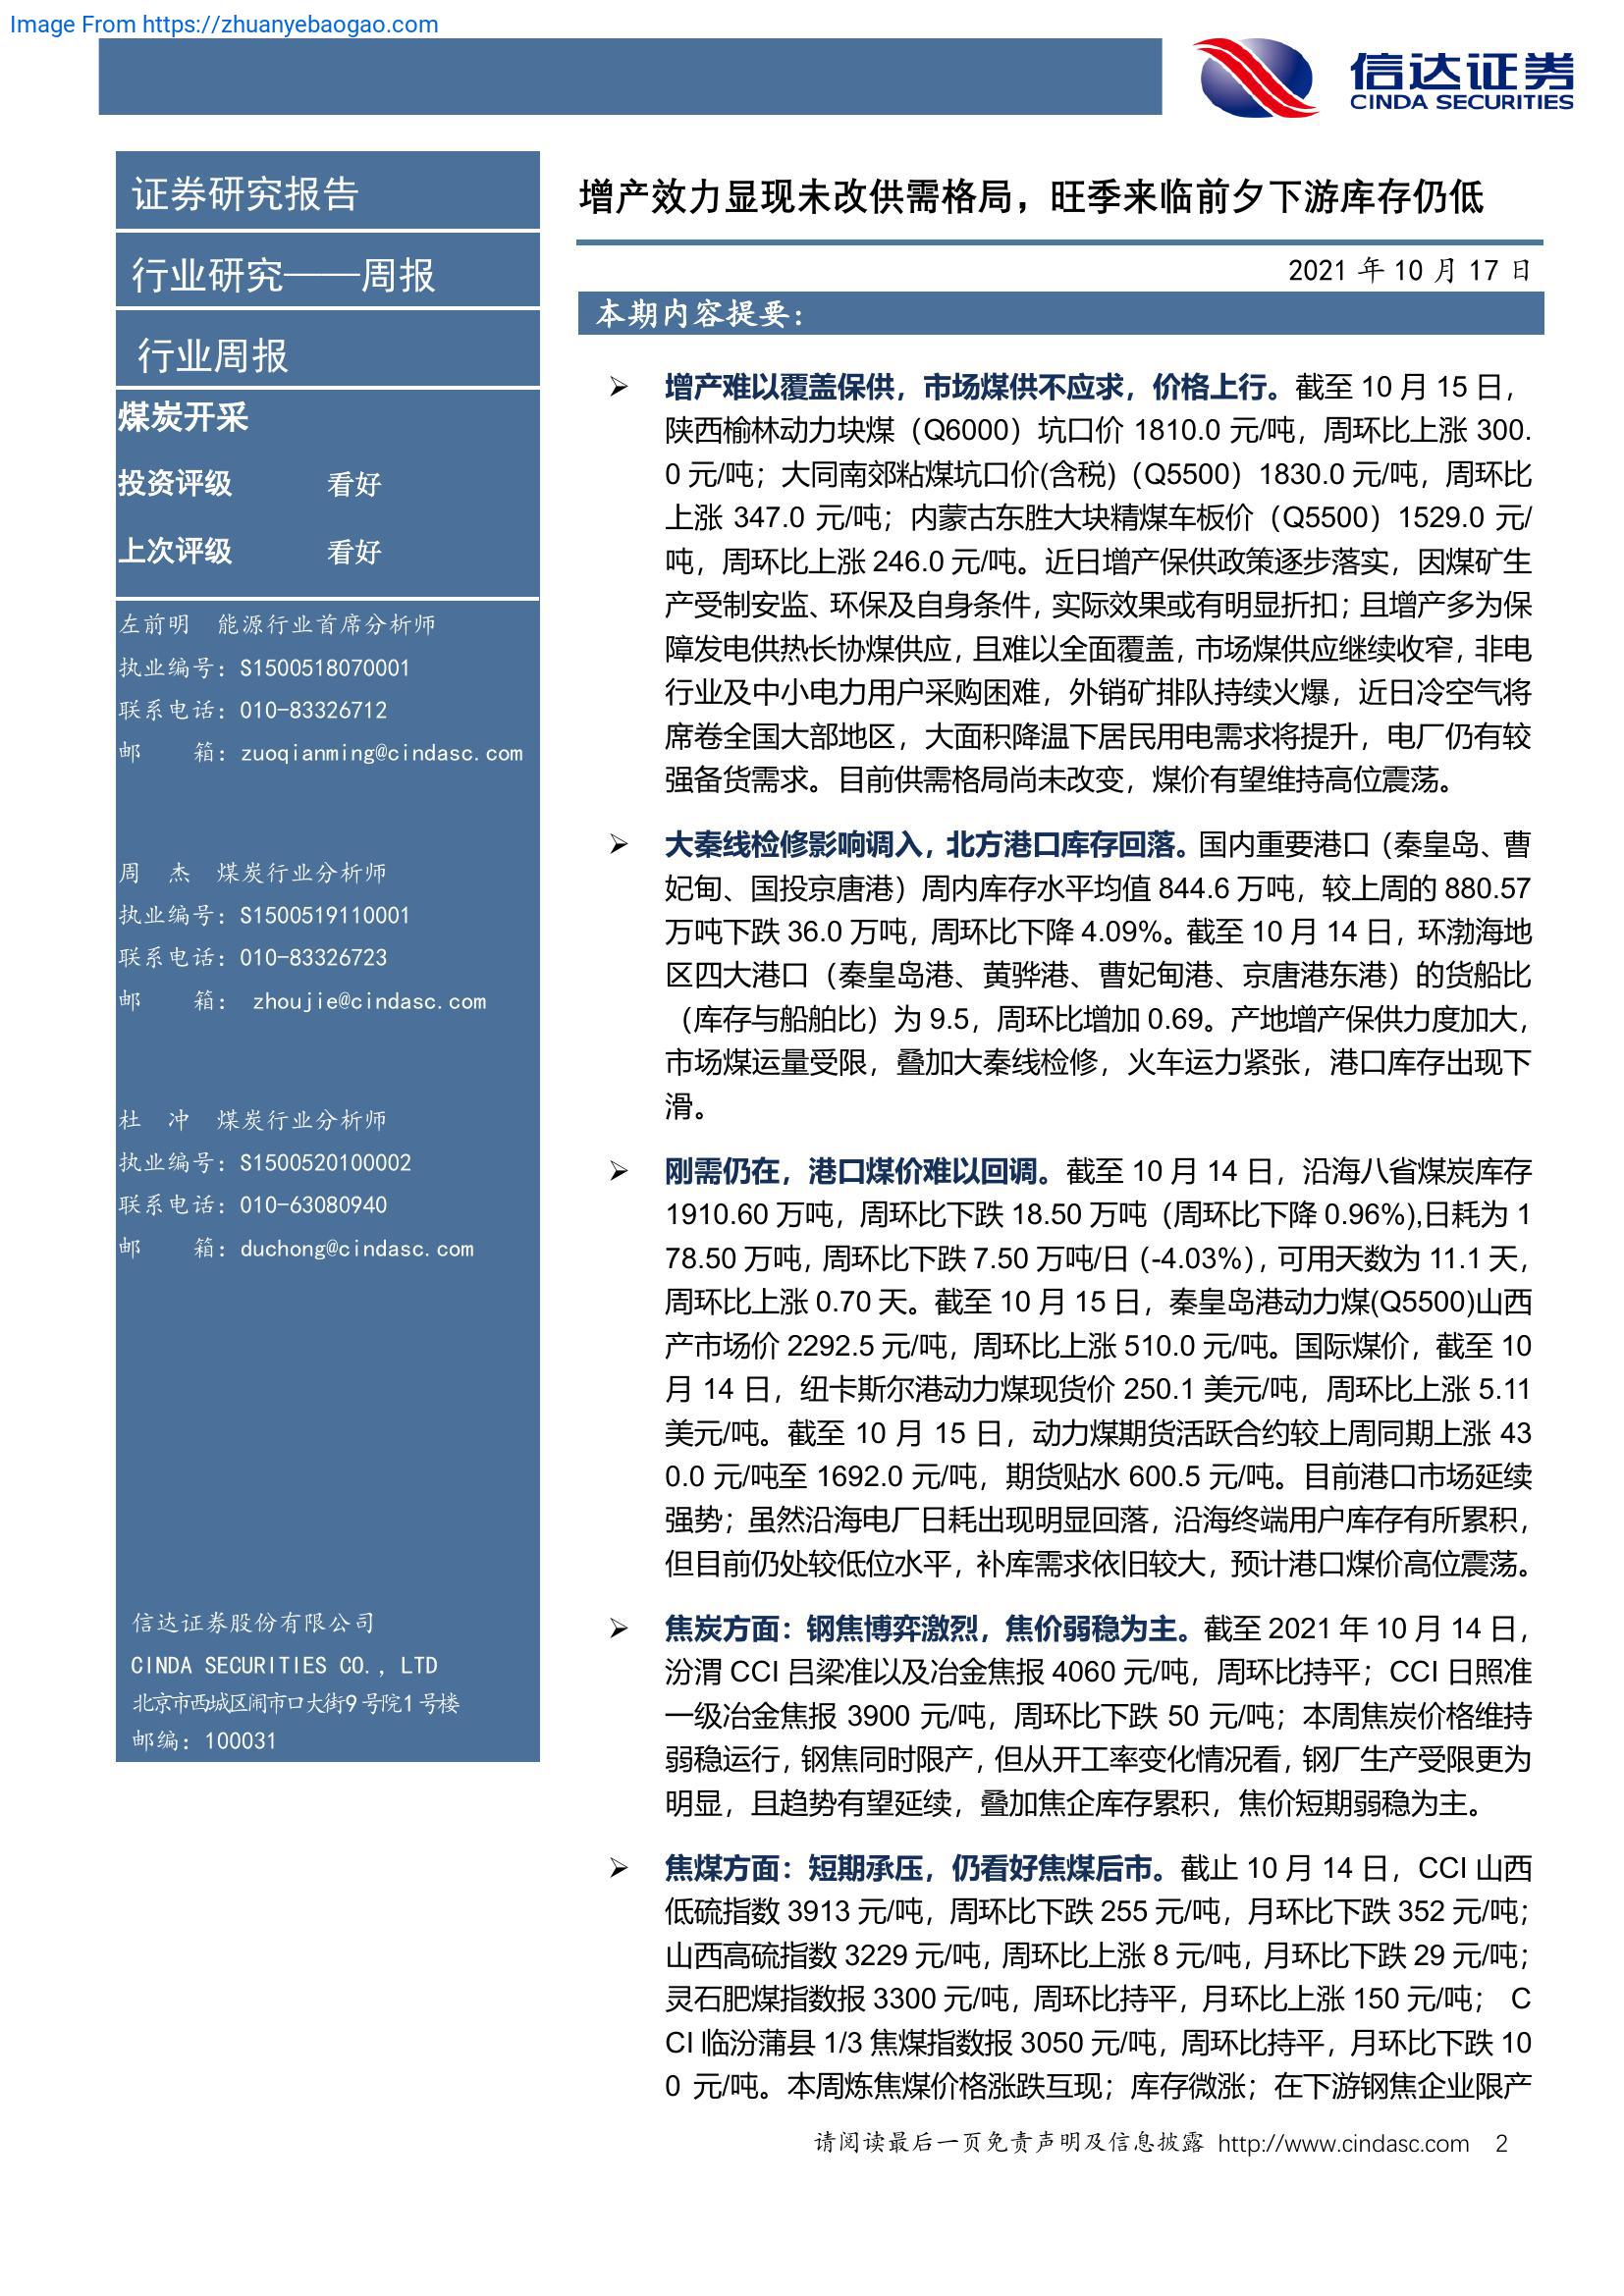 Image From https://zhuanyebaogao.com
信达证券
CINDA SECURITIES
证券研究报告
行业研究——周报
行业周报
煤炭开采
投资评级 看好
上次评级 看好
左前明 能源行业首席分析师
执业编号：S1500518070001
联系电话：010-83326712
邮 箱：zuoqianming@cindasc.com
周 杰 煤炭行业分析师
执业编号：S1500519110001
联系电话：010-83326723
邮 箱： zhoujie@cindasc.com
杜 冲 煤炭行业分析师
执业编号：S1500520100002
联系电话：010-63080940
邮 箱：duchong@cindasc.com
信达证券股份有限公司
CINDA SECURITIES CO., LTD
北京市西城区闹市口大街9号院1号楼
邮编：100031
增产效力显现未改供需格局，旺季来临前夕下游库存仍低
2021 年 10 月 17 日
本期内容提要：
➢ 增产难以覆盖保供，市场煤供不应求，价格上行。截至 10 月 15 日，
陕西榆林动力块煤（Q6000）坑口价 1810.0 元/吨，周环比上涨 300.
0 元/吨；大同南郊粘煤坑口价(含税)（Q5500）1830.0 元/吨，周环比
上涨 347.0 元/吨；内蒙古东胜大块精煤车板价（Q5500）1529.0 元/
吨，周环比上涨 246.0 元/吨。近日增产保供政策逐步落实，因煤矿生
产受制安监、环保及自身条件，实际效果或有明显折扣；且增产多为保
障发电供热长协煤供应，且难以全面覆盖，市场煤供应继续收窄，非电
行业及中小电力用户采购困难，外销矿排队持续火爆，近日冷空气将
席卷全国大部地区，大面积降温下居民用电需求将提升，电厂仍有较
强备货需求。目前供需格局尚未改变，煤价有望维持高位震荡。
➢ 大秦线检修影响调入，北方港口库存回落。国内重要港口（秦皇岛、曹
妃甸、国投京唐港）周内库存水平均值 844.6 万吨，较上周的 880.57
万吨下跌 36.0 万吨，周环比下降 4.09%。截至 10 月 14 日，环渤海地
区四大港口（秦皇岛港、黄骅港、曹妃甸港、京唐港东港）的货船比
（库存与船舶比）为 9.5，周环比增加 0.69。产地增产保供力度加大，
市场煤运量受限，叠加大秦线检修，火车运力紧张，港口库存出现下
滑。
➢ 刚需仍在，港口煤价难以回调。截至 10 月 14 日，沿海八省煤炭库存
1910.60 万吨，周环比下跌 18.50 万吨（周环比下降 0.96%),日耗为 1
78.50 万吨，周环比下跌 7.50 万吨/日（-4.03%），可用天数为 11.1 天，
周环比上涨 0.70 天。截至 10 月 15 日，秦皇岛港动力煤(Q5500)山西
产市场价 2292.5 元/吨，周环比上涨 510.0 元/吨。国际煤价，截至 10
月 14 日，纽卡斯尔港动力煤现货价 250.1 美元/吨，周环比上涨 5.11
美元/吨。截至 10 月 15 日，动力煤期货活跃合约较上周同期上涨 43
0.0 元/吨至 1692.0 元/吨，期货贴水 600.5 元/吨。目前港口市场延续
强势；虽然沿海电厂日耗出现明显回落，沿海终端用户库存有所累积，
但目前仍处较低位水平，补库需求依旧较大，预计港口煤价高位震荡。
➢ 焦炭方面：钢焦博弈激烈，焦价弱稳为主。截至 2021 年 10 月 14 日，
汾渭 CCI 吕梁准以及冶金焦报 4060 元/吨，周环比持平；CCI 日照准
一级冶金焦报 3900 元/吨，周环比下跌 50 元/吨；本周焦炭价格维持
弱稳运行，钢焦同时限产，但从开工率变化情况看，钢厂生产受限更为
明显，且趋势有望延续，叠加焦企库存累积，焦价短期弱稳为主。
➢ 焦煤方面：短期承压，仍看好焦煤后市。截止 10 月 14 日，CCI 山西
低硫指数 3913 元/吨，周环比下跌 255 元/吨，月环比下跌 352 元/吨；
山西高硫指数 3229 元/吨，周环比上涨 8 元/吨，月环比下跌 29 元/吨；
灵石肥煤指数报 3300 元/吨，周环比持平，月环比上涨 150 元/吨； C
CI 临汾蒲县 1/3 焦煤指数报 3050 元/吨，周环比持平，月环比下跌 10
0 元/吨。本周炼焦煤价格涨跌互现；库存微涨；在下游钢焦企业限产
请阅读最后一页免责声明及信息披露 http://www.cindasc.com 2